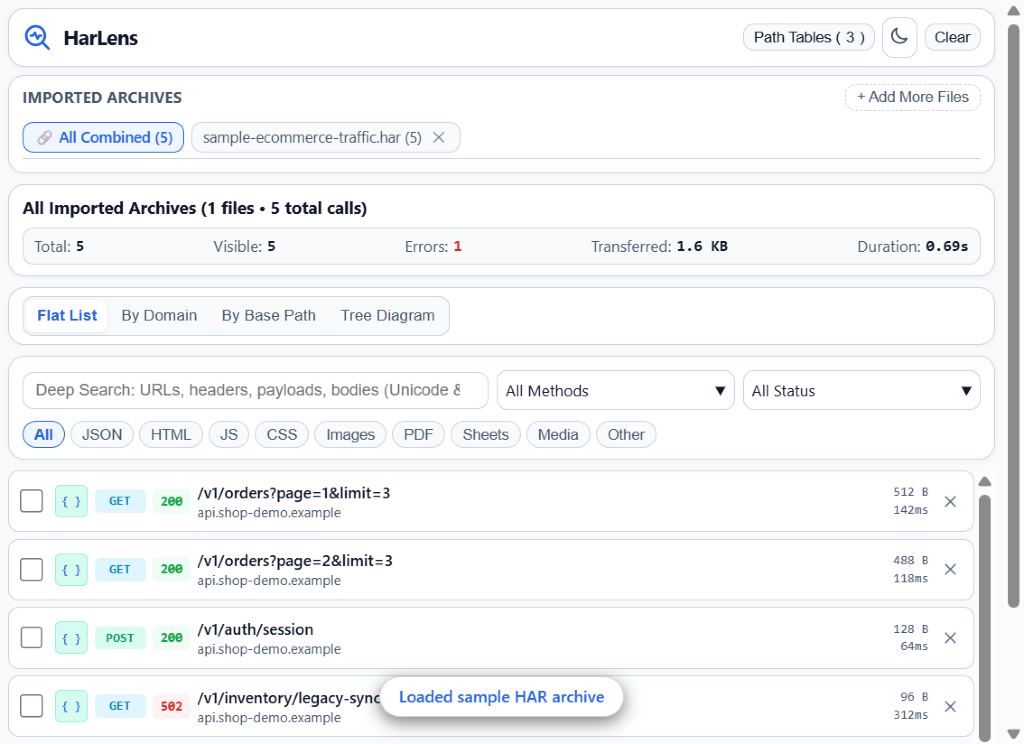 HarLens
Path Tables ( 3 )
Clear
IMPORTED ARCHIVES
+ Add More Files
All Combined (5)
sample-ecommerce-traffic.har (5)
All Imported Archives (1 files • 5 total calls)
Total: 5
Visible: 5
Errors: 1
Transferred: 1.6 KB
Duration: 0.69s
Flat List
By Domain
By Base Path
Tree Diagram
Deep Search: URLs, headers, payloads, bodies (Unicode &
All Methods
All Status
All
JSON
HTML
JS
CSS
Images
PDF
Sheets
Media
Other
{ } GET 200 /v1/orders?page=1&limit=3
api.shop-demo.example
512 B
142ms
{ } GET 200 /v1/orders?page=2&limit=3
api.shop-demo.example
488 B
118ms
{ } POST 200 /v1/auth/session
api.shop-demo.example
128 B
64ms
{ } GET 502 /v1/inventory/legacy-sync
api.shop-demo.example
96 B
312ms
Loaded sample HAR archive